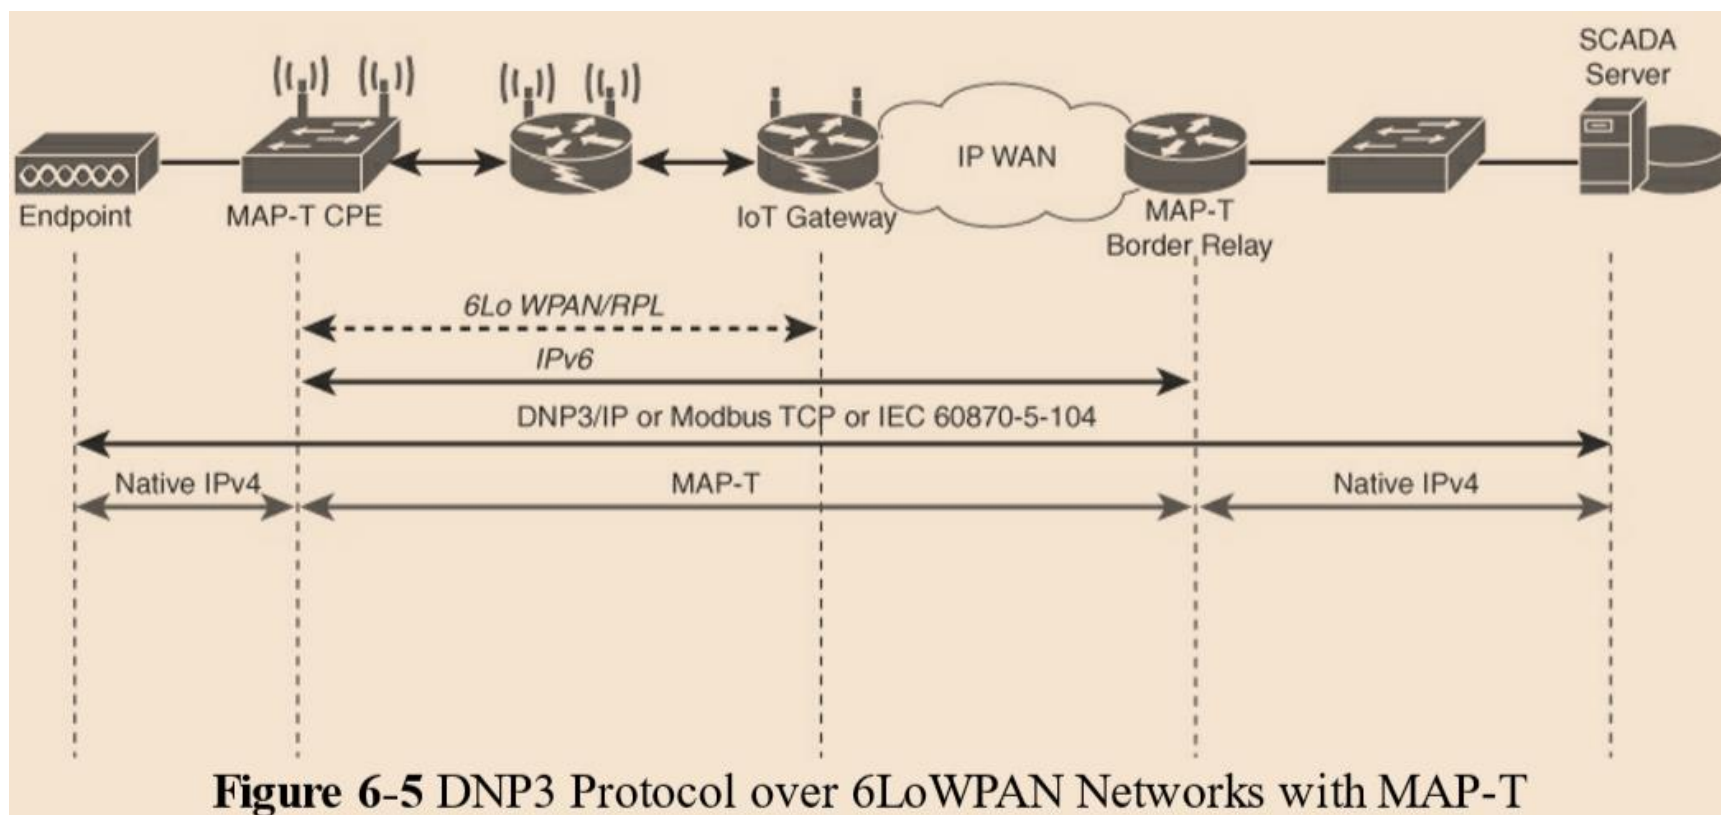 SCADA
Server
IP WAN
Endpoint
MAP-T CPE
IoT Gateway
MAP-T
Border Relay
6Lo WPAN/RPL
IPv6
DNP3/IP or Modbus TCP or IEC 60870-5-104
Native IPv4
MAP-T
Native IPv4
Figure 6-5 DNP3 Protocol over 6LoWPAN Networks with MAP-T